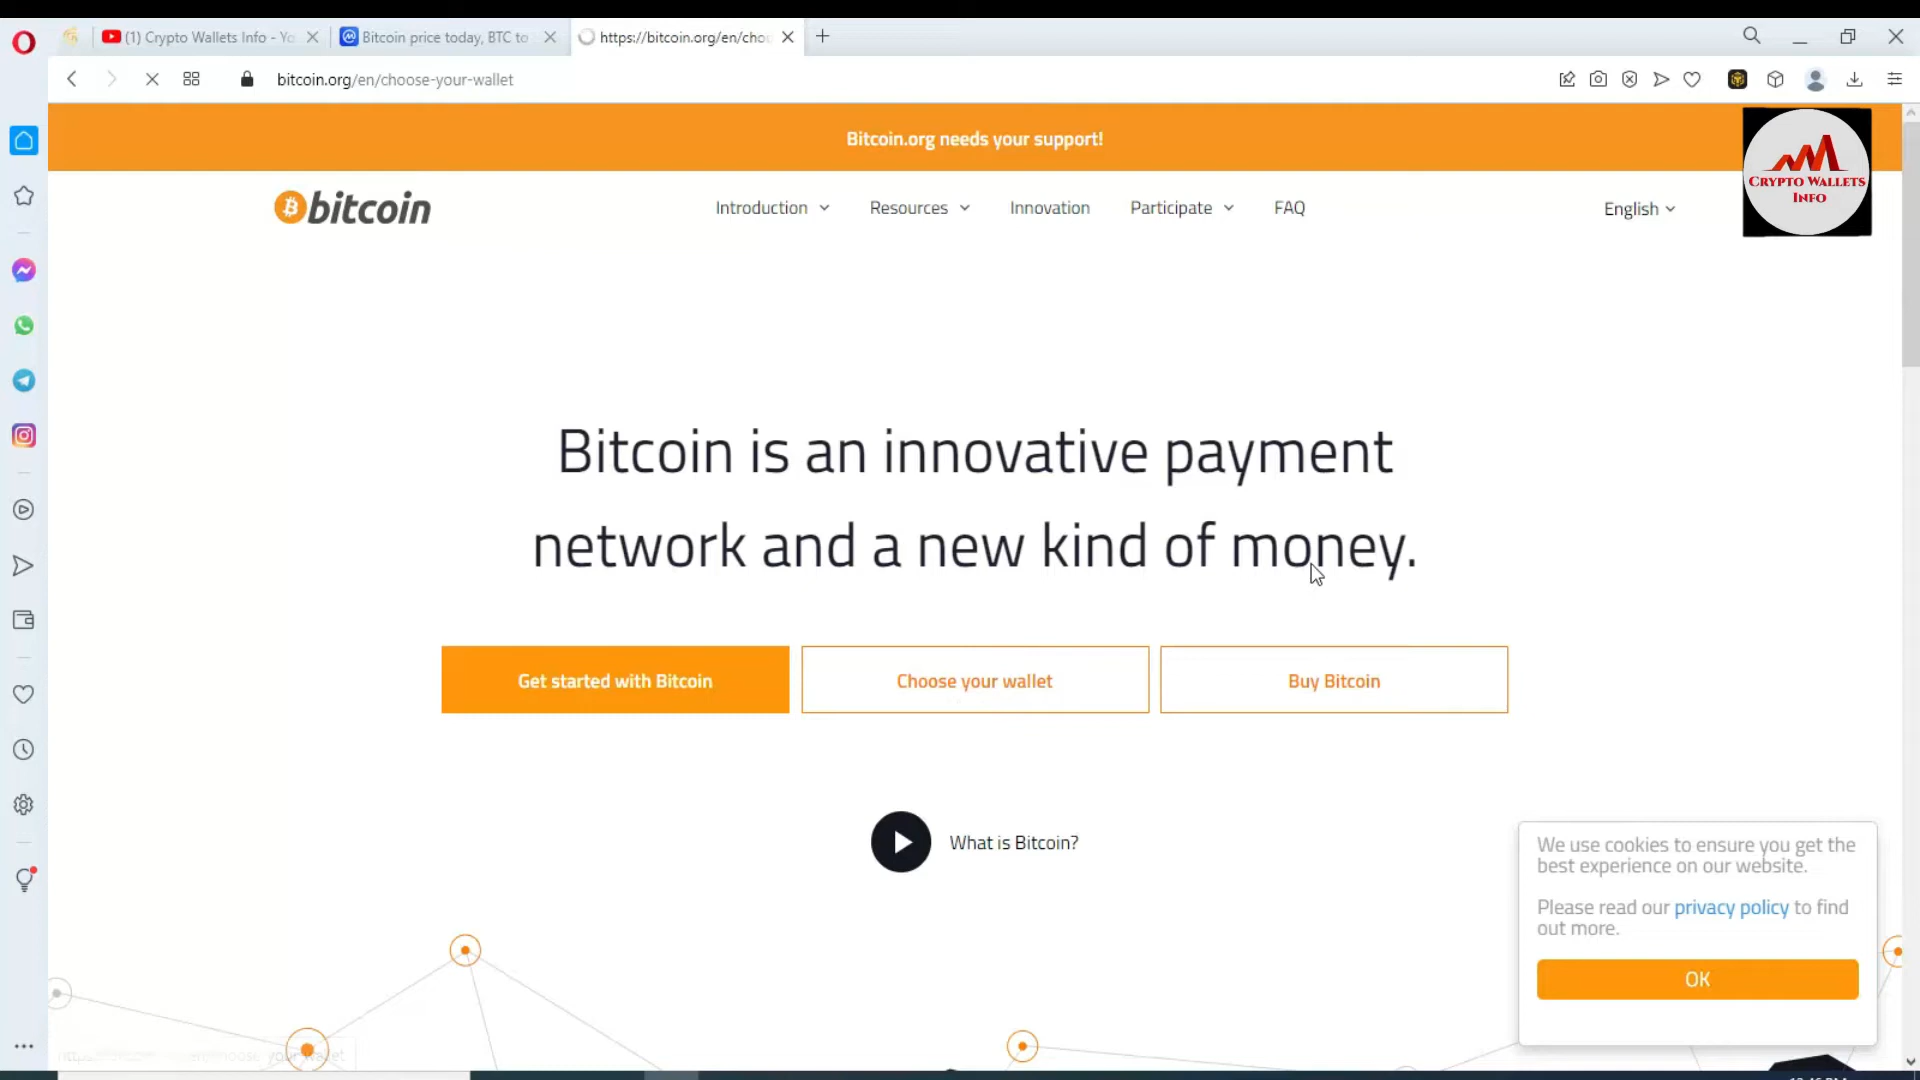 (1) Crypto Wallets Info - Yo
Bitcoin price today, BTC to
https://bitcoin.org/en/choo
bitcoin.org/en/choose-your-wallet
Bitcoin.org needs your support!
bitcoin
Introduction
Resources
Innovation
Participate
FAQ
English
CRYPTO WALLETS
INFO
Bitcoin is an innovative payment
network and a new kind of money.
Get started with Bitcoin
Choose your wallet
Buy Bitcoin
What is Bitcoin?
We use cookies to ensure you get the
best experience on our website.
Please read our privacy policy to find
out more.
OK